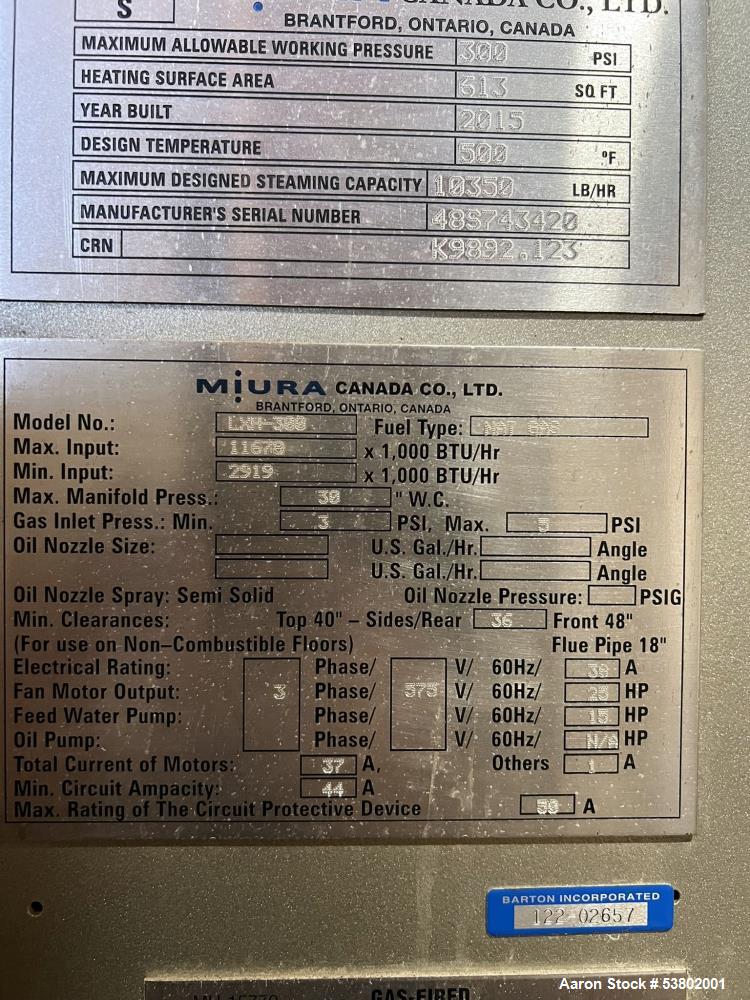 S
CANADA CO., LTD.
BRANTFORD, ONTARIO, CANADA
MAXIMUM ALLOWABLE WORKING PRESSURE 300 PSI
HEATING SURFACE AREA 613 SQ FT
YEAR BUILT 2015
DESIGN TEMPERATURE 500 °F
MAXIMUM DESIGNED STEAMING CAPACITY 10350 LB/HR
MANUFACTURER'S SERIAL NUMBER 48S743420
CRN K9892.123
MIURA CANADA CO., LTD.
BRANTFORD, ONTARIO, CANADA
Model No.: LXH-300 Fuel Type: NAT GAS
Max. Input: 11670 x 1,000 BTU/Hr
Min. Input: 2919 x 1,000 BTU/Hr
Max. Manifold Press.: 30 " W.C.
Gas Inlet Press.: Min. 3 PSI, Max. 5 PSI
Oil Nozzle Size: U.S. Gal./Hr. Angle
U.S. Gal./Hr. Angle
Oil Nozzle Spray: Semi Solid Oil Nozzle Pressure: PSIG
Min. Clearances: Top 40" – Sides/Rear 36 Front 48"
(For use on Non–Combustible Floors) Flue Pipe 18"
Electrical Rating: Phase/ V/ 60Hz/ 38 A
Fan Motor Output: 3 Phase/ 575 V/ 60Hz/ 25 HP
Feed Water Pump: Phase/ V/ 60Hz/ 15 HP
Oil Pump: Phase/ V/ 60Hz/ N/A HP
Total Current of Motors: 37 A, Others 1 A
Min. Circuit Ampacity: 44 A
Max. Rating of The Circuit Protective Device 50 A
BARTON INCORPORATED
122 02657
GAS-FIRED
Aaron Stock # 53802001